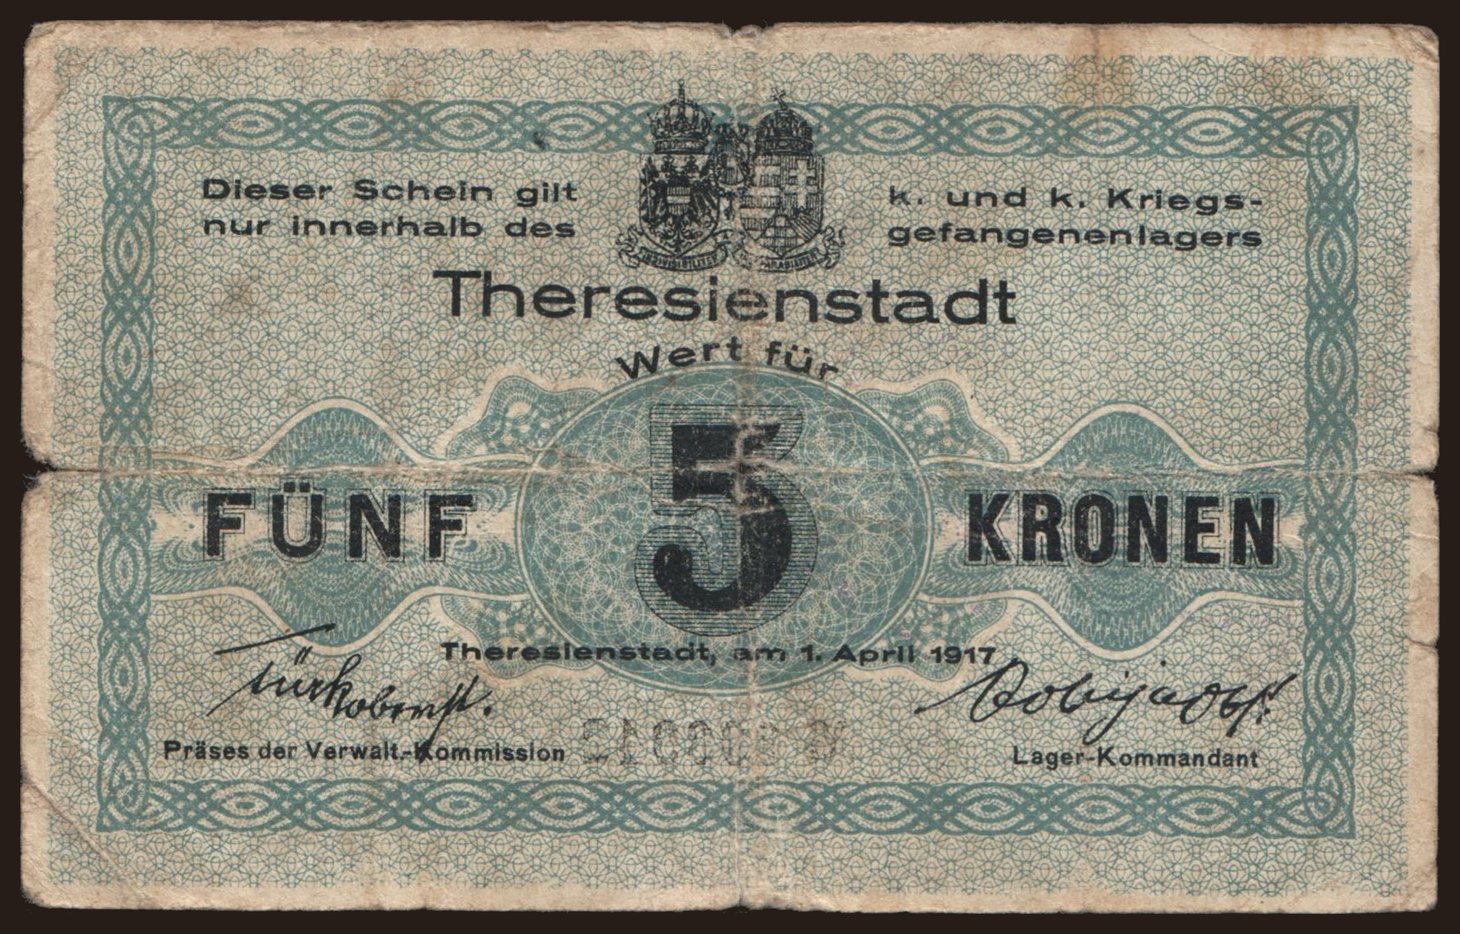 Dieser Schein gilt
nur innerhalb des
k. und k. Kriegs-
gefangenenlagers
Theresienstadt
Wert für
5
FÜNF KRONEN
Theresienstadt, am 1. April 1917
Präses der Verwalt.-Kommission
Lager-Kommandant